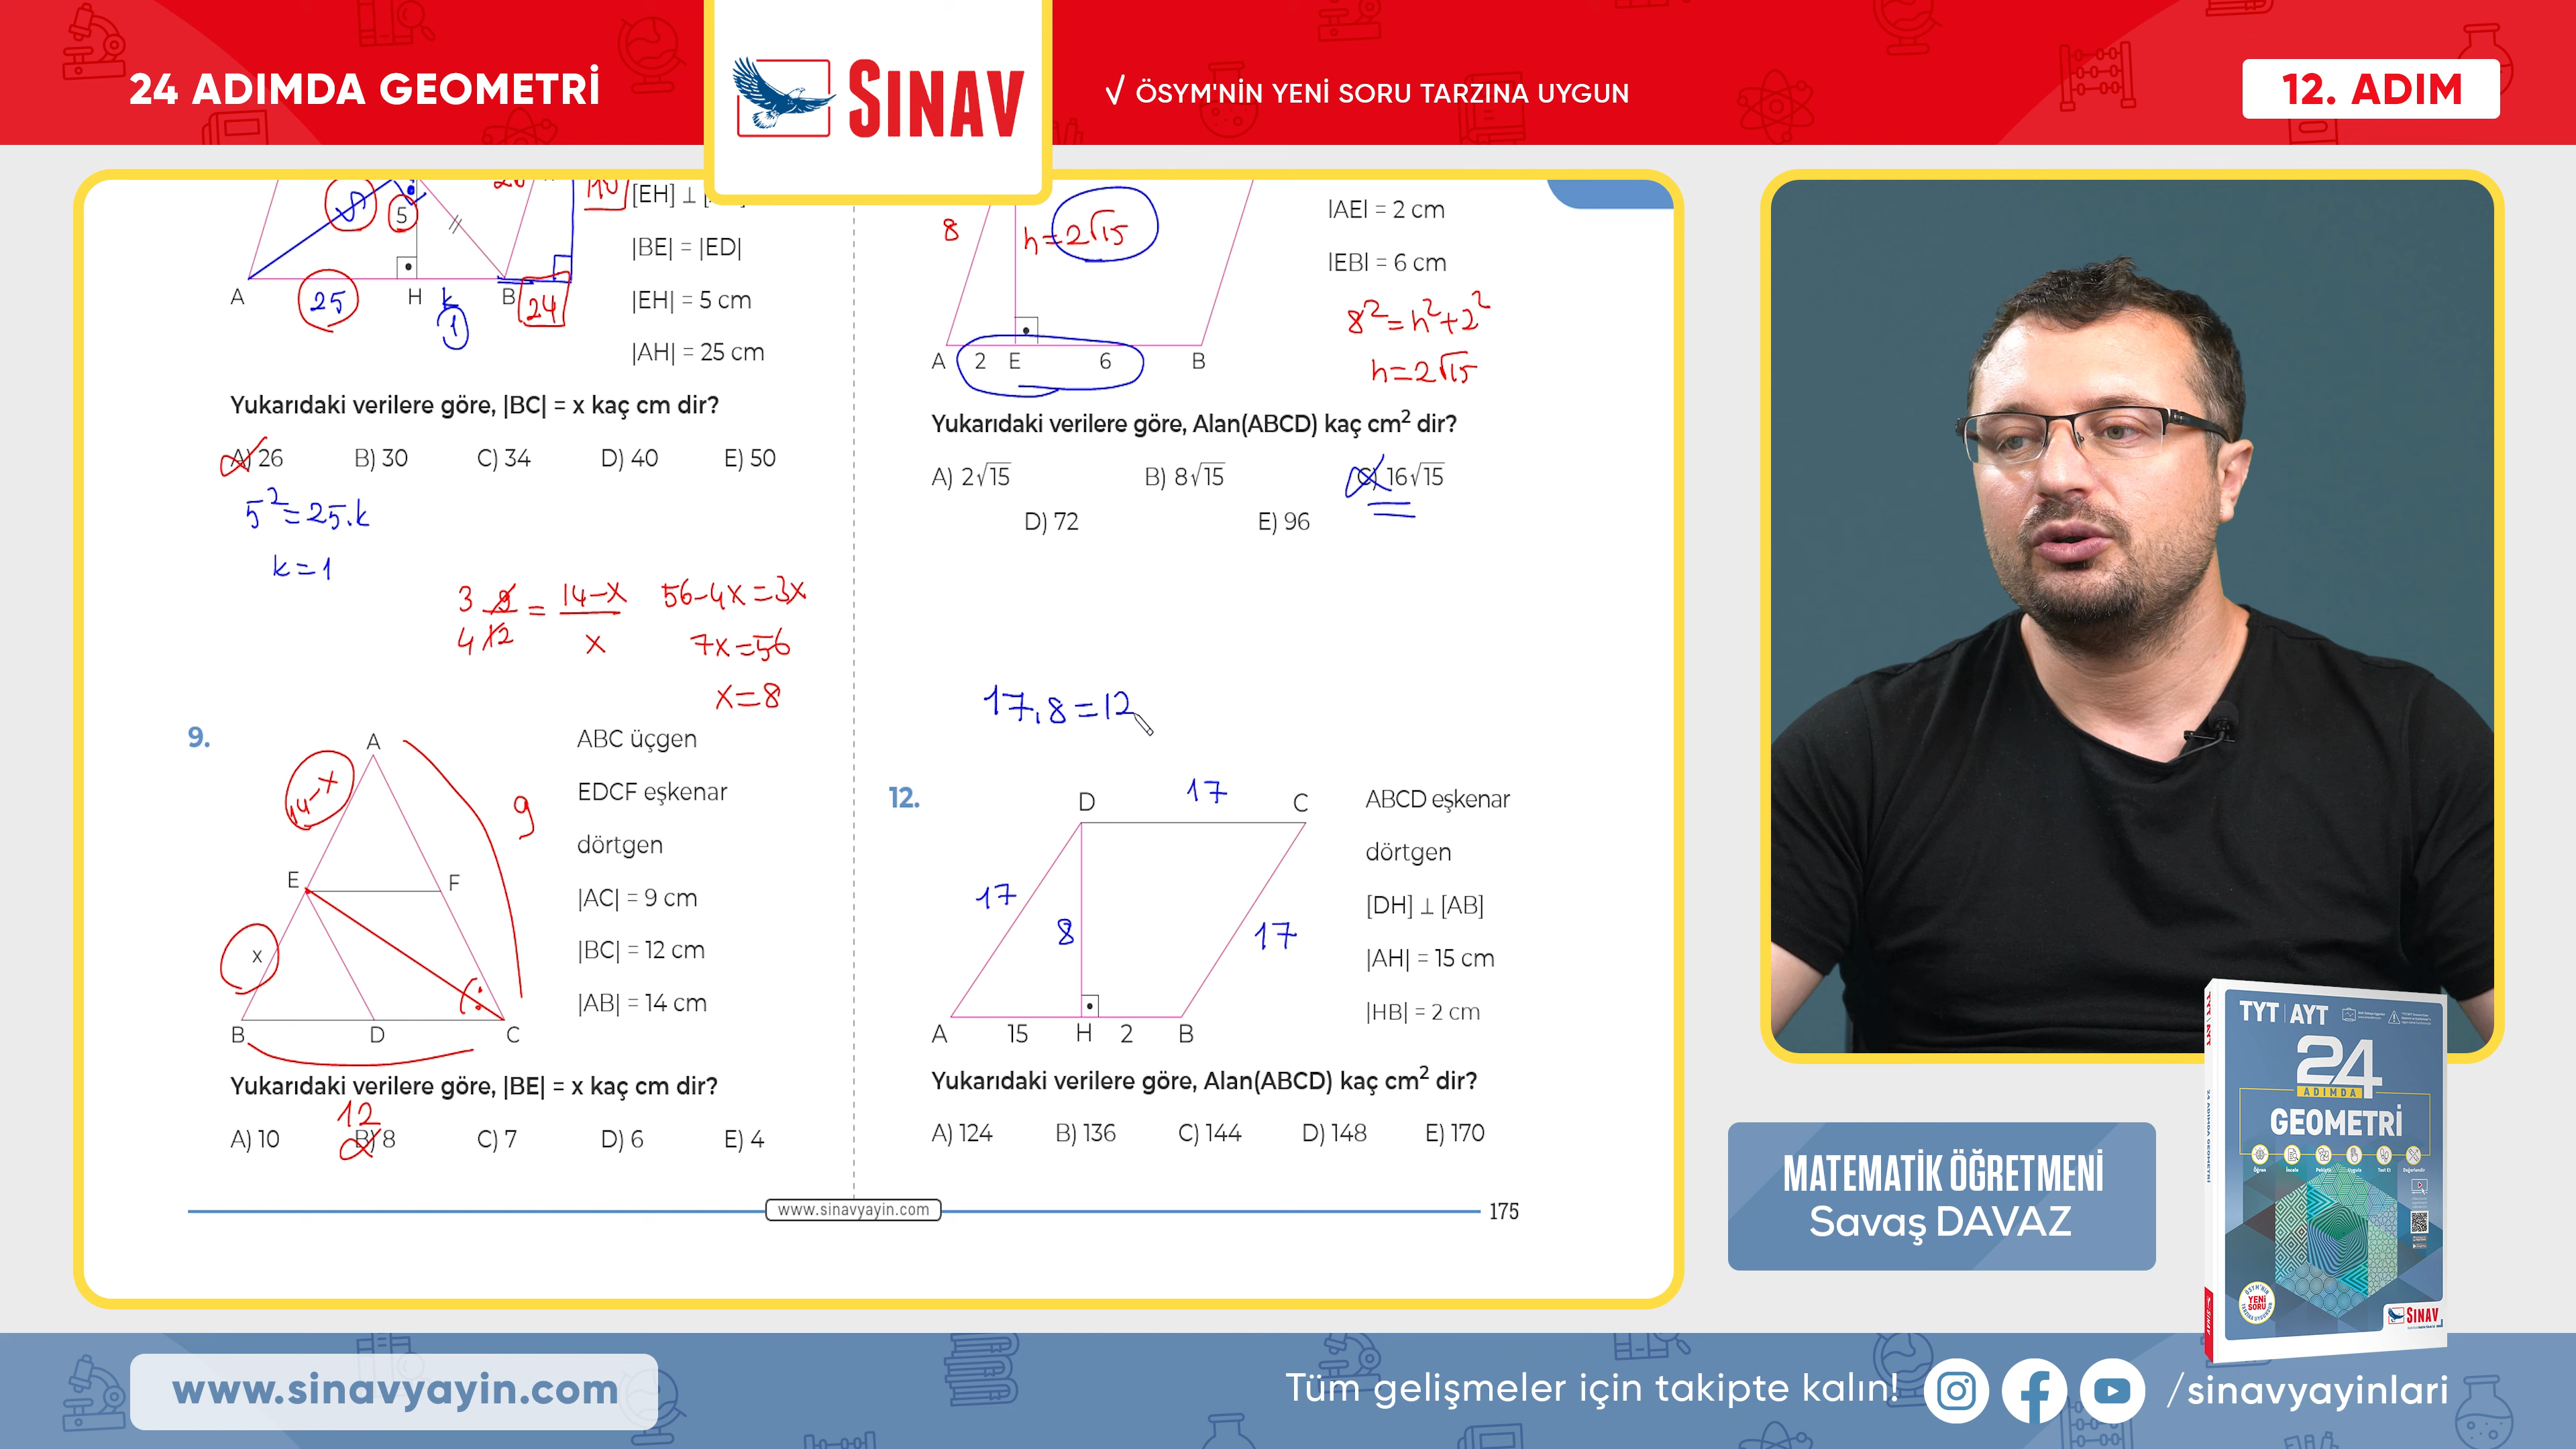 24 ADIMDA GEOMETRİ
SINAV
√ ÖSYM'NİN YENİ SORU TARZINA UYGUN
12. ADIM
5
A
25
H
k
1
B
24
[EH] ⊥
|BE| = |ED|
|EH| = 5 cm
|AH| = 25 cm
Yukarıdaki verilere göre, |BC| = x kaç cm dir?
A) 26 B) 30 C) 34 D) 40 E) 50
5² = 25.k
k = 1
3 9 = 14-x
4 12 x
56-4x = 3x
7x = 56
x = 8
9.
A
14-x
9
E
F
x
B
D
C
ABC üçgen
EDCF eşkenar
dörtgen
|AC| = 9 cm
|BC| = 12 cm
|AB| = 14 cm
Yukarıdaki verilere göre, |BE| = x kaç cm dir?
12
A) 10 B) 8 C) 7 D) 6 E) 4
8
h = 2√15
A 2 E 6 B
|AE| = 2 cm
|EB| = 6 cm
8² = h² + 2²
h = 2√15
Yukarıdaki verilere göre, Alan(ABCD) kaç cm² dir?
A) 2√15 B) 8√15 C) 16√15
D) 72 E) 96
17.8 = 12
12.
D 17 C
17
8
17
A 15 H 2 B
ABCD eşkenar
dörtgen
[DH] ⊥ [AB]
|AH| = 15 cm
|HB| = 2 cm
Yukarıdaki verilere göre, Alan(ABCD) kaç cm² dir?
A) 124 B) 136 C) 144 D) 148 E) 170
www.sinavyayin.com
175
MATEMATİK ÖĞRETMENİ
Savaş DAVAZ
TYT AYT
24
ADIMDA
GEOMETRİ
YENİ
SORU
SINAV
www.sinavyayin.com
Tüm gelişmeler için takipte kalın!
/sinavyayinlari